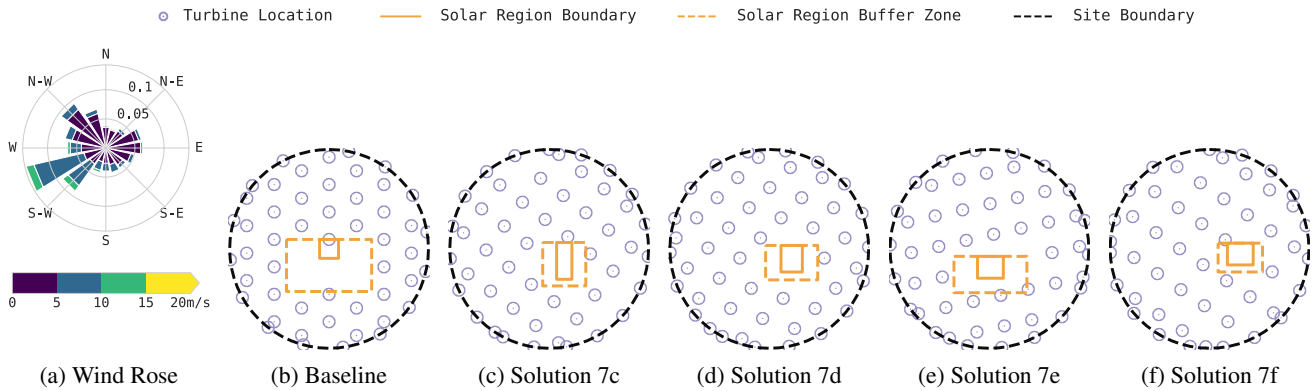 Turbine Location
Solar Region Boundary
Solar Region Buffer Zone
Site Boundary
N
N-W
N-E
0.1
0.05
W
E
S-W
S-E
S
0 5 10 15 20m/s
(a) Wind Rose
(b) Baseline
(c) Solution 7c
(d) Solution 7d
(e) Solution 7e
(f) Solution 7f